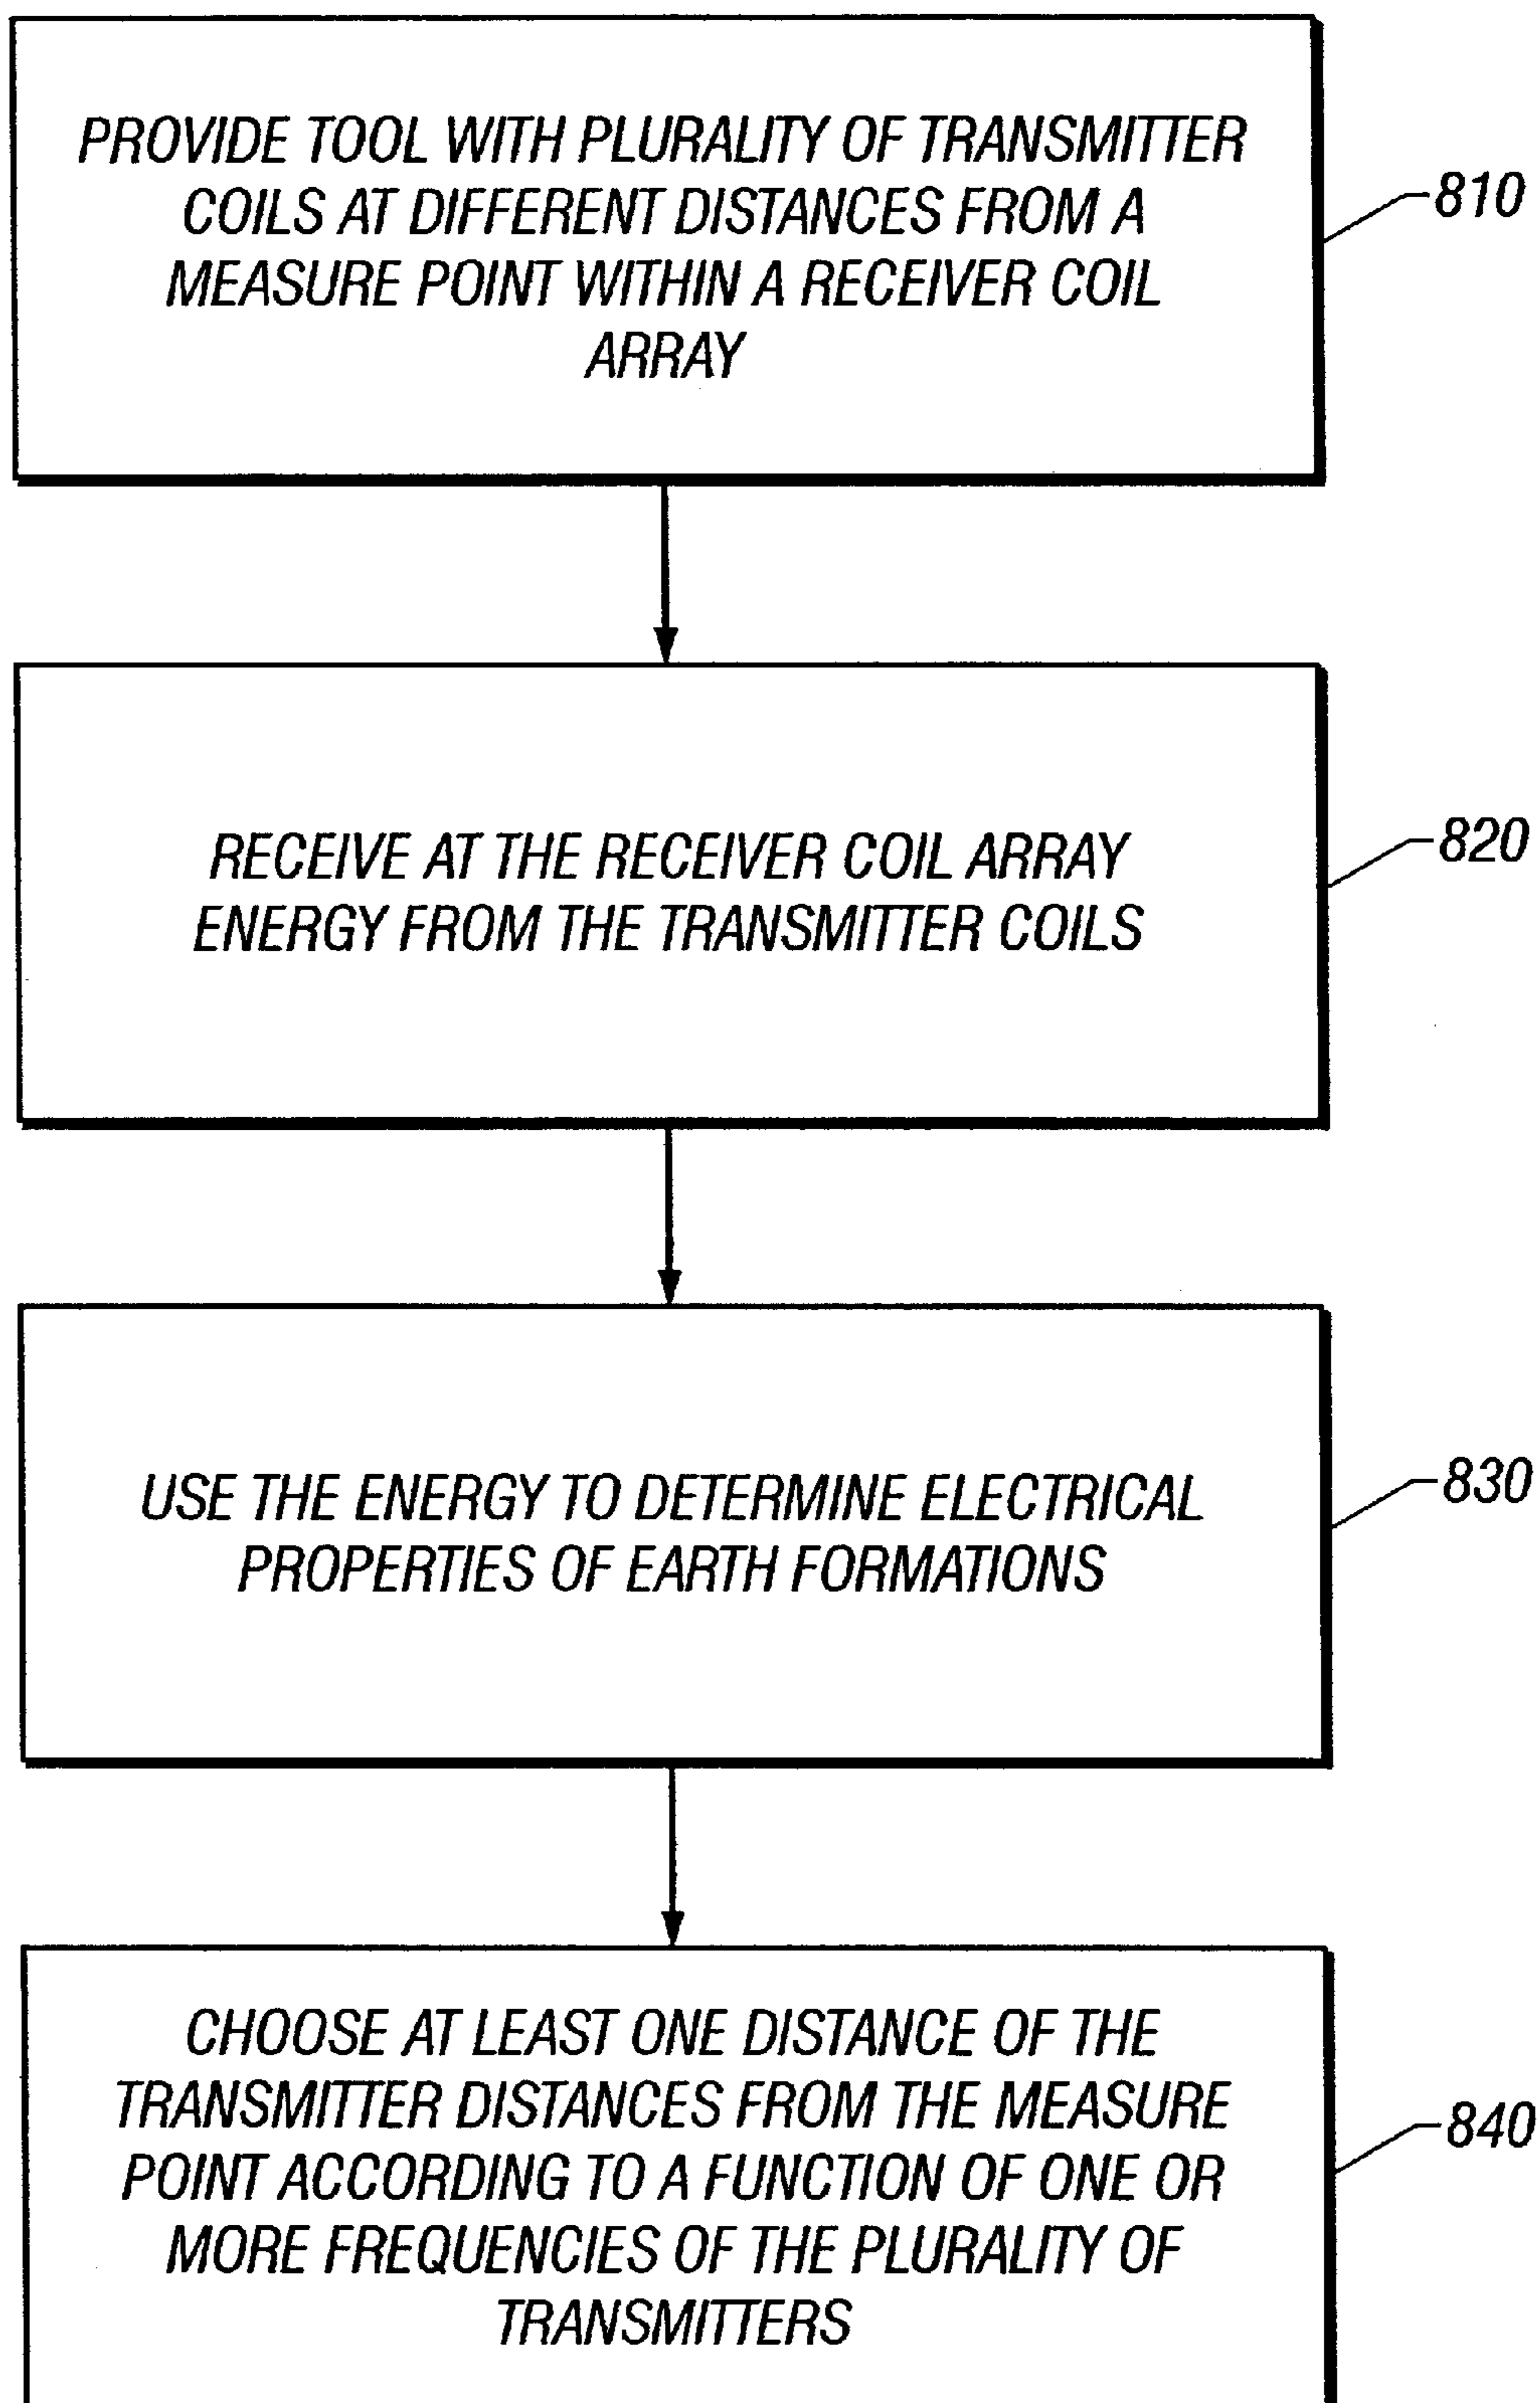 PROVIDE TOOL WITH PLURALITY OF TRANSMITTER
COILS AT DIFFERENT DISTANCES FROM A
MEASURE POINT WITHIN A RECEIVER COIL
ARRAY
810
RECEIVE AT THE RECEIVER COIL ARRAY
ENERGY FROM THE TRANSMITTER COILS
820
USE THE ENERGY TO DETERMINE ELECTRICAL
PROPERTIES OF EARTH FORMATIONS
830
CHOOSE AT LEAST ONE DISTANCE OF THE
TRANSMITTER DISTANCES FROM THE MEASURE
POINT ACCORDING TO A FUNCTION OF ONE OR
MORE FREQUENCIES OF THE PLURALITY OF
TRANSMITTERS
840